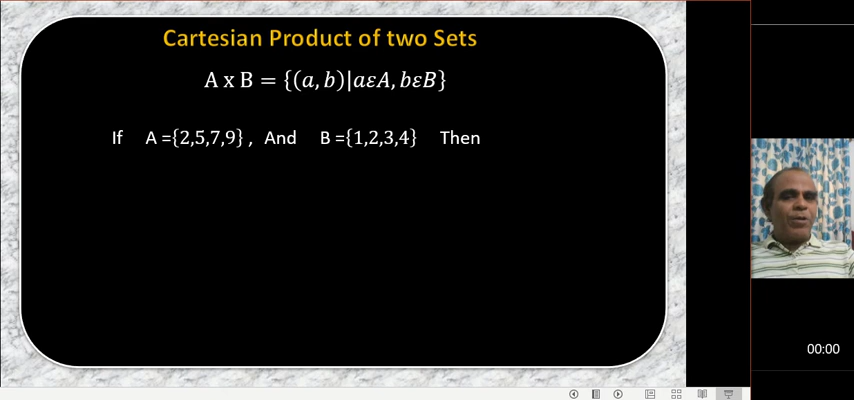 Cartesian Product of two Sets
A x B = {(a, b)|aεA, bεB}
If A ={2,5,7,9} , And B ={1,2,3,4} Then
00:00